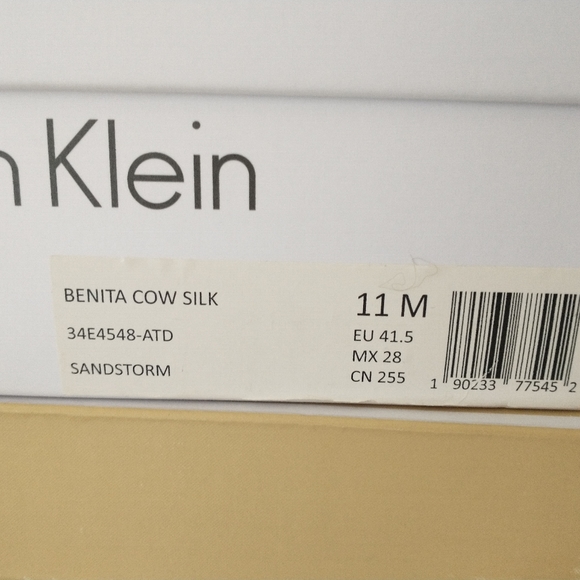 n Klein
BENITA COW SILK
34E4548-ATD
SANDSTORM
11 M
EU 41.5
MX 28
CN 255
1 90233 77545 2